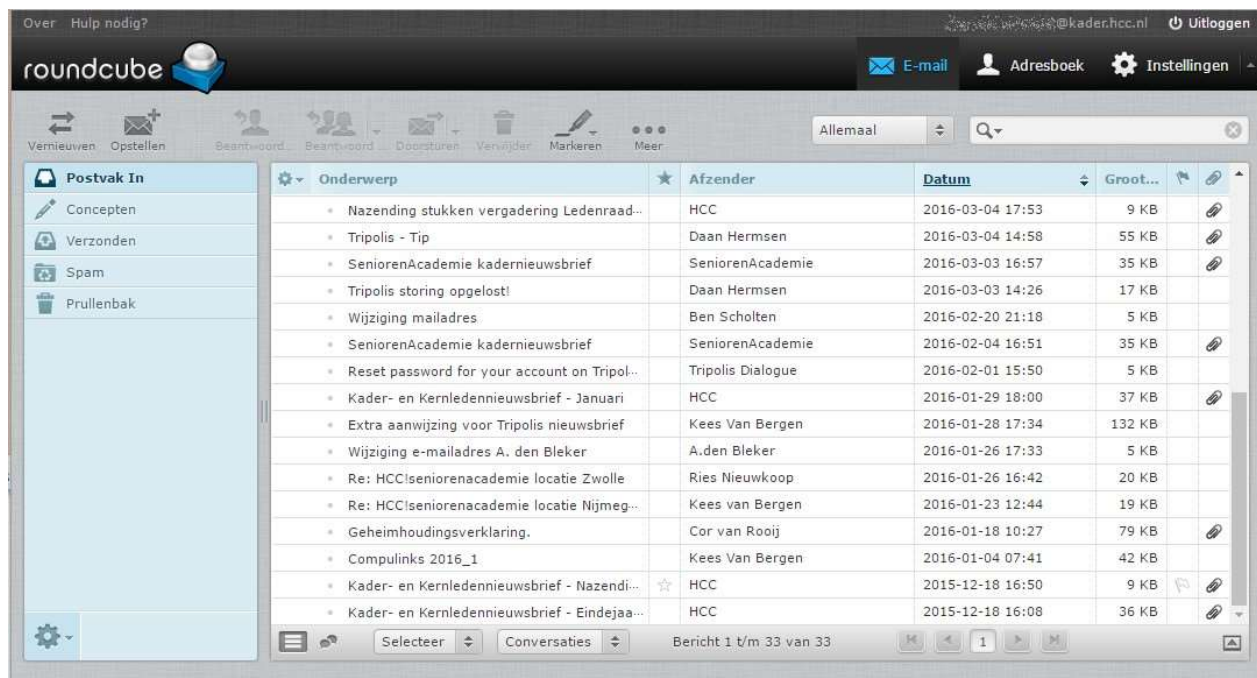 Over Hulp nodig? @kader.hcc.nl Uitloggen
roundcube E-mail Adresboek Instellingen
Allemaal
Vernieuwen Opstellen Beantwoord... Beantwoord... Doorsturen Verwijder Markeren Meer
Postvak In
Concepten
Verzonden
Spam
Prullenbak
Onderwerp Afzender Datum Groot...
Nazending stukken vergadering Ledenraad... HCC 2016-03-04 17:53 9 KB
Tripolis - Tip Daan Hermsen 2016-03-04 14:58 55 KB
SeniorenAcademie kadernieuwsbrief SeniorenAcademie 2016-03-03 16:57 35 KB
Tripolis storing opgelost! Daan Hermsen 2016-03-03 14:26 17 KB
Wijziging mailadres Ben Scholten 2016-02-20 21:18 5 KB
SeniorenAcademie kadernieuwsbrief SeniorenAcademie 2016-02-04 16:51 35 KB
Reset password for your account on Tripol... Tripolis Dialogue 2016-02-01 15:50 5 KB
Kader- en Kernledennieuwsbrief - Januari HCC 2016-01-29 18:00 37 KB
Extra aanwijzing voor Tripolis nieuwsbrief Kees Van Bergen 2016-01-28 17:34 132 KB
Wijziging e-mailadres A. den Bleker A.den Bleker 2016-01-26 17:33 5 KB
Re: HCC!seniorenacademie locatie Zwolle Ries Nieuwkoop 2016-01-26 16:42 20 KB
Re: HCC!seniorenacademie locatie Nijmeg... Kees van Bergen 2016-01-23 12:44 19 KB
Geheimhoudingsverklaring. Cor van Rooij 2016-01-18 10:27 79 KB
Compulinks 2016_1 Kees Van Bergen 2016-01-04 07:41 42 KB
Kader- en Kernledennieuwsbrief - Nazendi... HCC 2015-12-18 16:50 9 KB
Kader- en Kernledennieuwsbrief - Eindejaa... HCC 2015-12-18 16:08 36 KB
Selecteer Conversaties Bericht 1 t/m 33 van 33 1